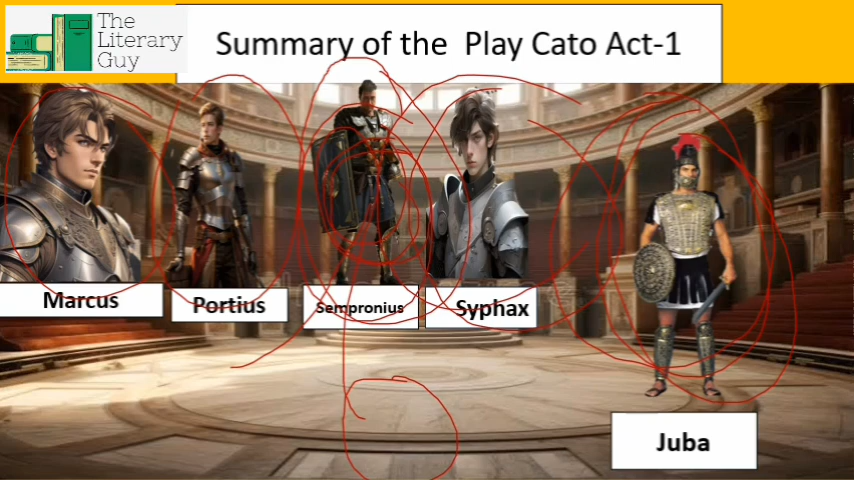 The
Literary
Guy
Summary of the Play Cato Act-1
Marcus
Portius
Sempronius
Syphax
Juba